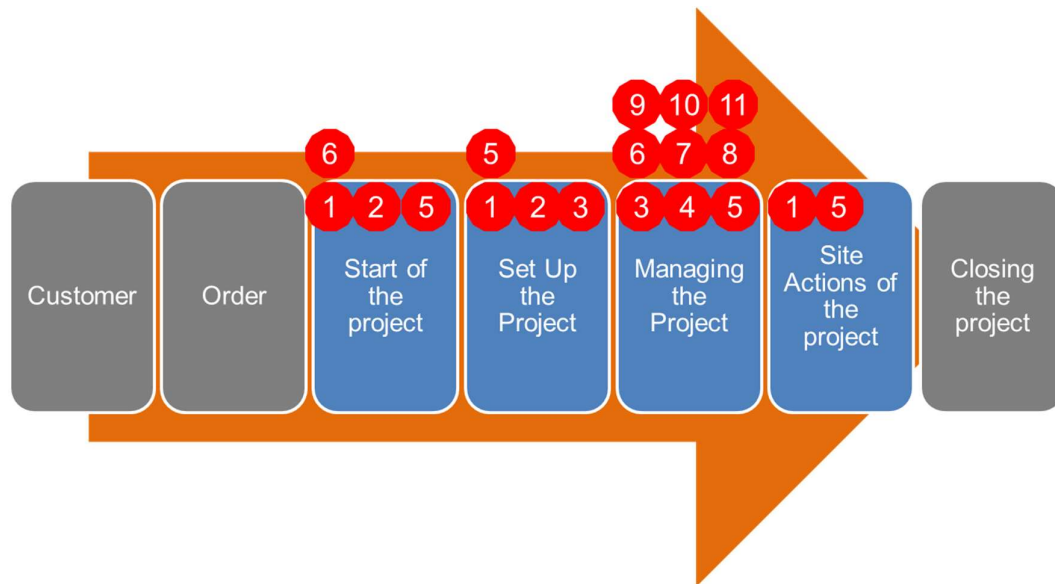 9 10 11
6 5 6 7 8
1 2 5 1 2 3 3 4 5 1 5
Customer
Order
Start of
the
project
Set Up
the
Project
Managing
the
Project
Site
Actions of
the
project
Closing
the
project